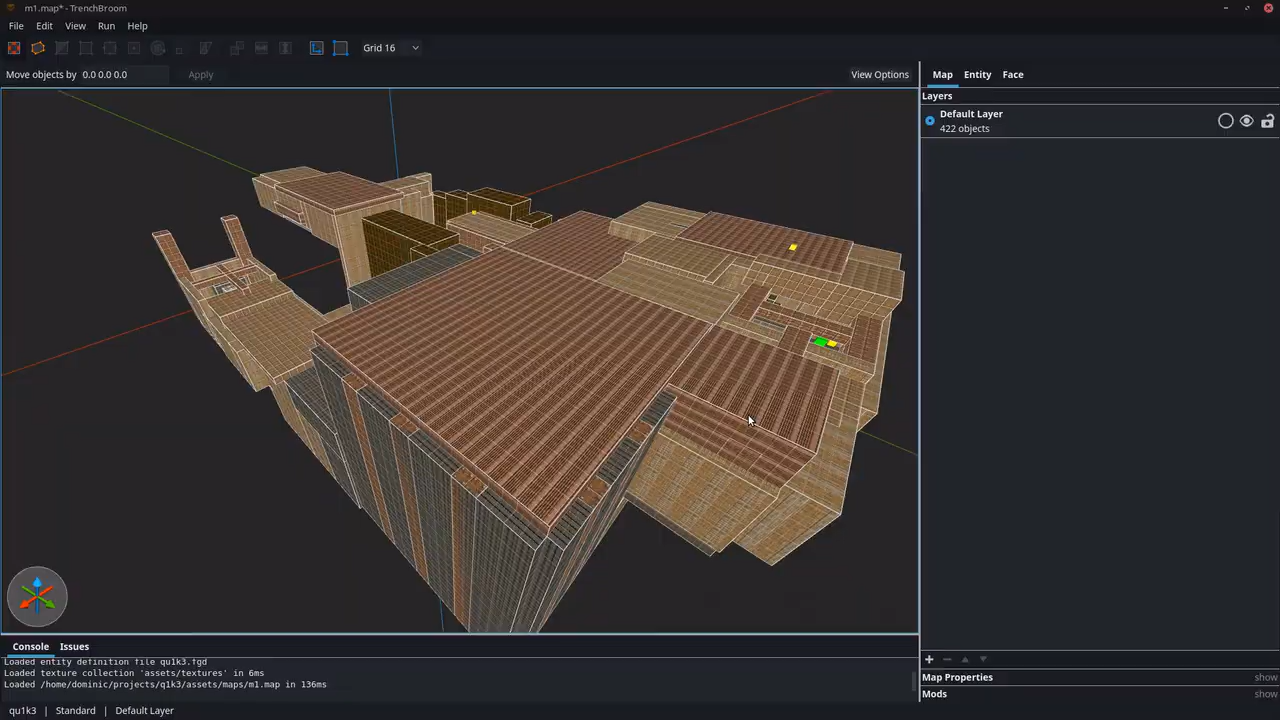 m1.map* - TrenchBroom
File Edit View Run Help
Grid 16
Move objects by 0.0 0.0 0.0 Apply View Options
Map Entity Face
Layers
Default Layer
422 objects
Console Issues
Loaded entity definition file qu1k3.fgd
Loaded texture collection 'assets/textures' in 6ms
Loaded /home/dominic/projects/q1k3/assets/maps/m1.map in 136ms
Map Properties show
Mods show
qu1k3 | Standard | Default Layer